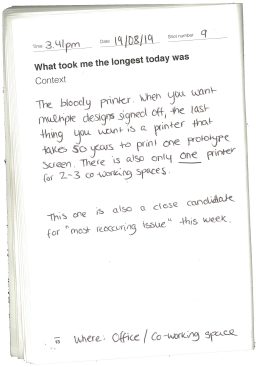 Time 3.41pm Date 19/08/19 Shot number 9
What took me the longest today was
Context
The bloody printer. When you want
multiple designs signed off, the last
thing you want is a printer that
takes 50 years to print one prototype
screen. There is also only one printer
for 2-3 co-working spaces.
This one is also a close candidate
for "most reoccuring issue" this week.
Where: Office / Co-working space